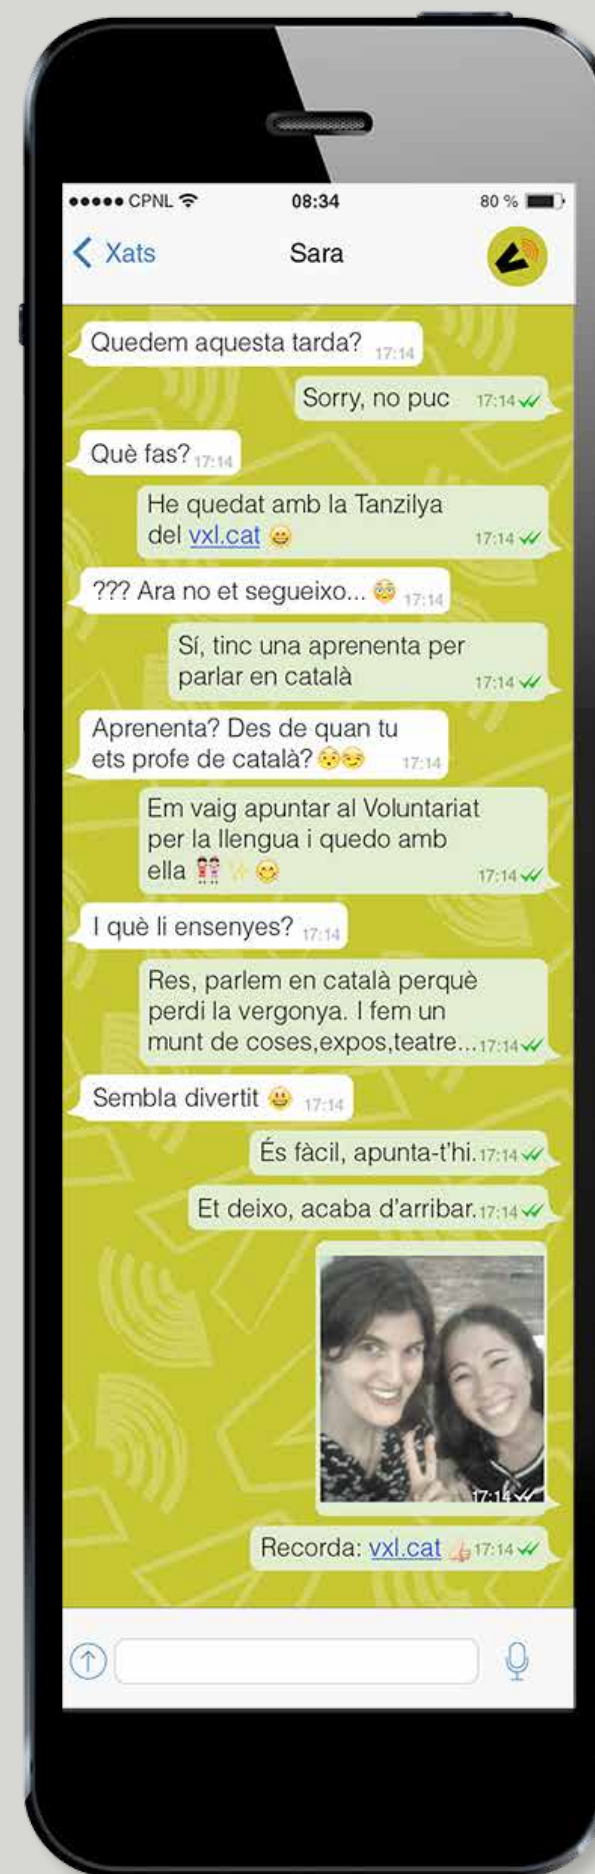 CPNL 08:34 80 %
Xats Sara
Quedem aquesta tarda? 17:14
Sorry, no puc 17:14
Què fas? 17:14
He quedat amb la Tanzilya
del vxl.cat 😀 17:14
??? Ara no et segueixo... 😳 17:14
Sí, tinc una aprenenta per
parlar en català 17:14
Aprenenta? Des de quan tu
ets profe de català? 😯😏 17:14
Em vaig apuntar al Voluntariat
per la llengua i quedo amb
ella 👭 ✨ 😋 17:14
I què li ensenyes? 17:14
Res, parlem en català perquè
perdi la vergonya. I fem un
munt de coses,expos,teatre... 17:14
Sembla divertit 😃 17:14
És fàcil, apunta-t'hi. 17:14
Et deixo, acaba d'arribar. 17:14
17:14
Recorda: vxl.cat 👍 17:14